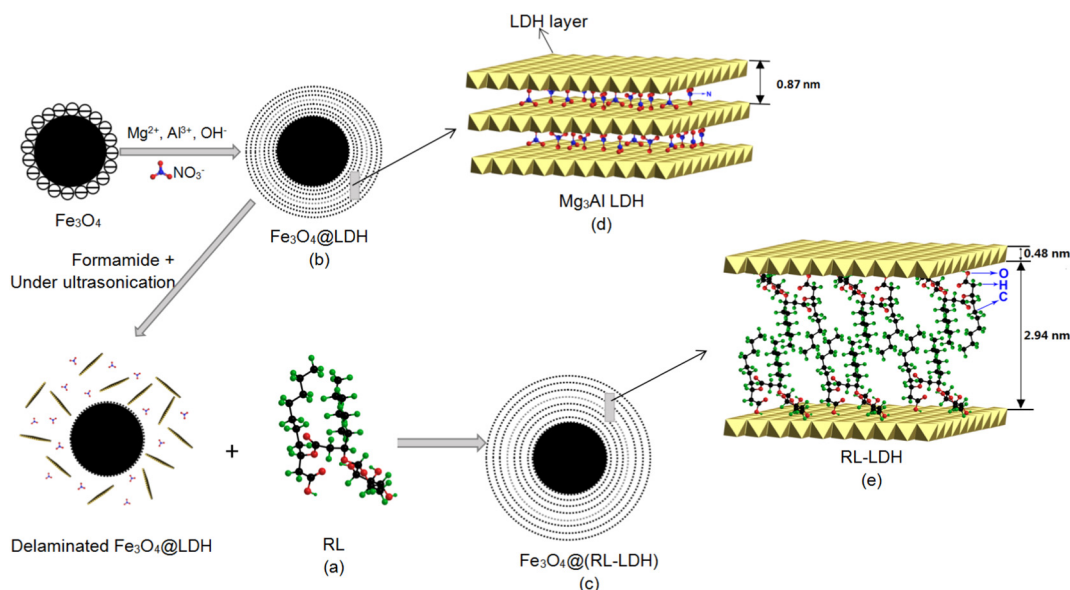 LDH layer
0.87 nm
N
Mg₃Al LDH
(d)
Mg²⁺, Al³⁺, OH⁻
NO₃⁻
Fe₃O₄
Fe₃O₄@LDH
(b)
Formamide +
Under ultrasonication
Delaminated Fe₃O₄@LDH
+
RL
(a)
Fe₃O₄@(RL-LDH)
(c)
0.48 nm
O
H
C
2.94 nm
RL-LDH
(e)